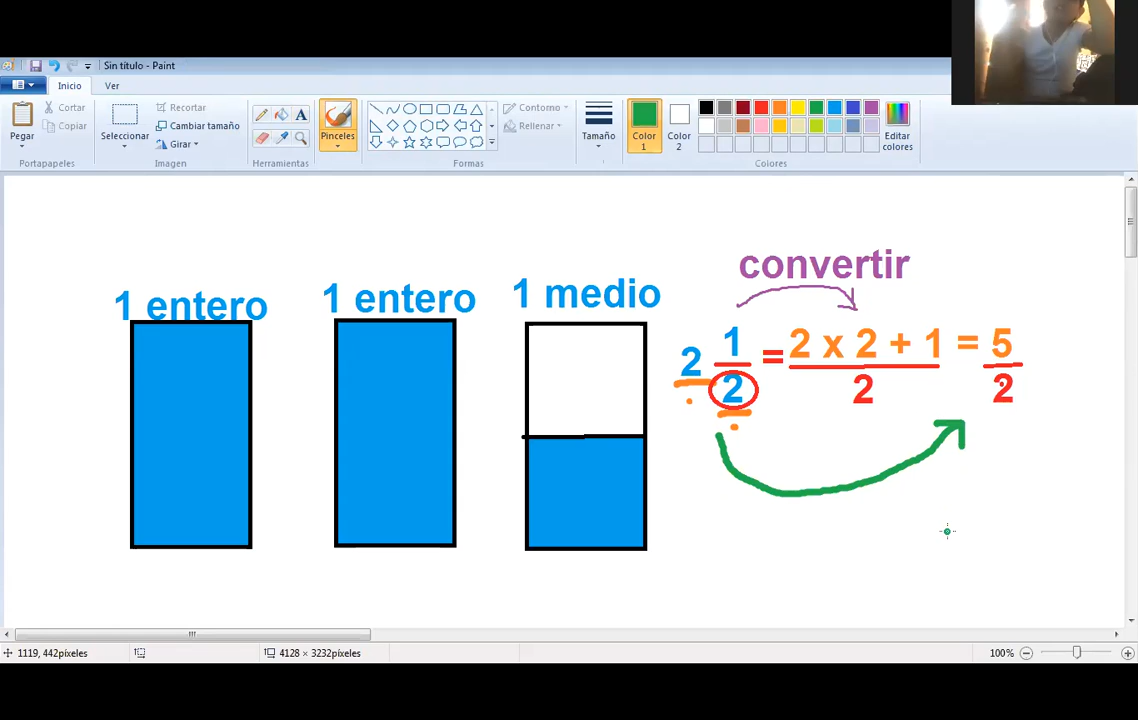 Sin título - Paint
Inicio
Ver
Pegar
Cortar
Copiar
Portapapeles
Seleccionar
Recortar
Cambiar tamaño
Girar
Imagen
A
Herramientas
Pinceles
Contorno
Rellenar
Formas
Tamaño
Color 1
Color 2
Editar colores
Colores
convertir
1 entero
1 entero
1 medio
2 1/2 = 2 x 2 + 1/2 = 5/2
1119, 442píxeles
4128 × 3232píxeles
100%